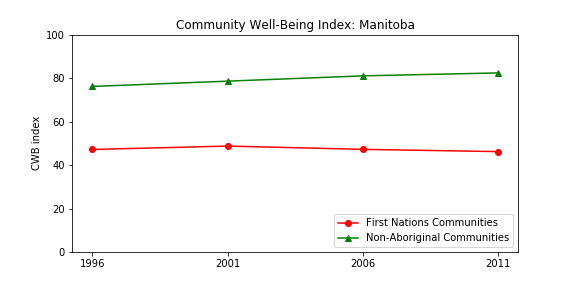 Community Well-Being Index: Manitoba
100
80
60
40
20
0
CWB index
1996
2001
2006
2011
First Nations Communities
Non-Aboriginal Communities